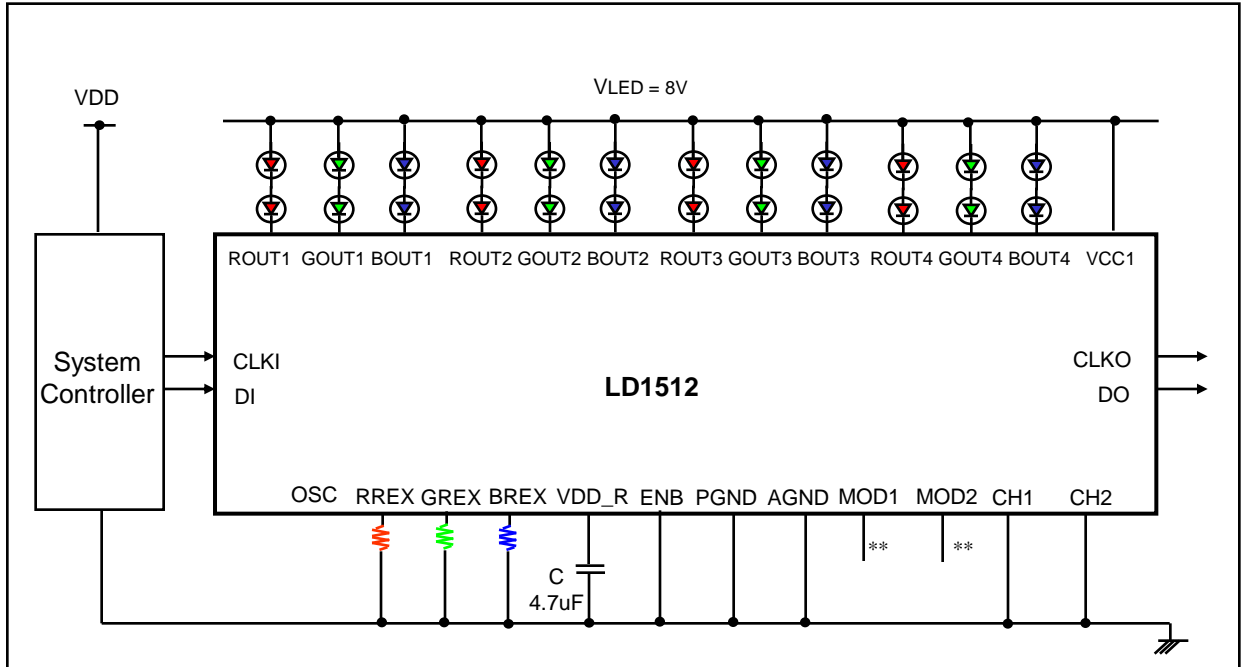 VLED = 8V
VDD
ROUT1 GOUT1 BOUT1 ROUT2 GOUT2 BOUT2 ROUT3 GOUT3 BOUT3 ROUT4 GOUT4 BOUT4 VCC1
System
Controller
CLKI
DI
LD1512
CLKO
DO
OSC RREX GREX BREX VDD_R ENB PGND AGND MOD1 MOD2 CH1 CH2
** **
C
4.7uF